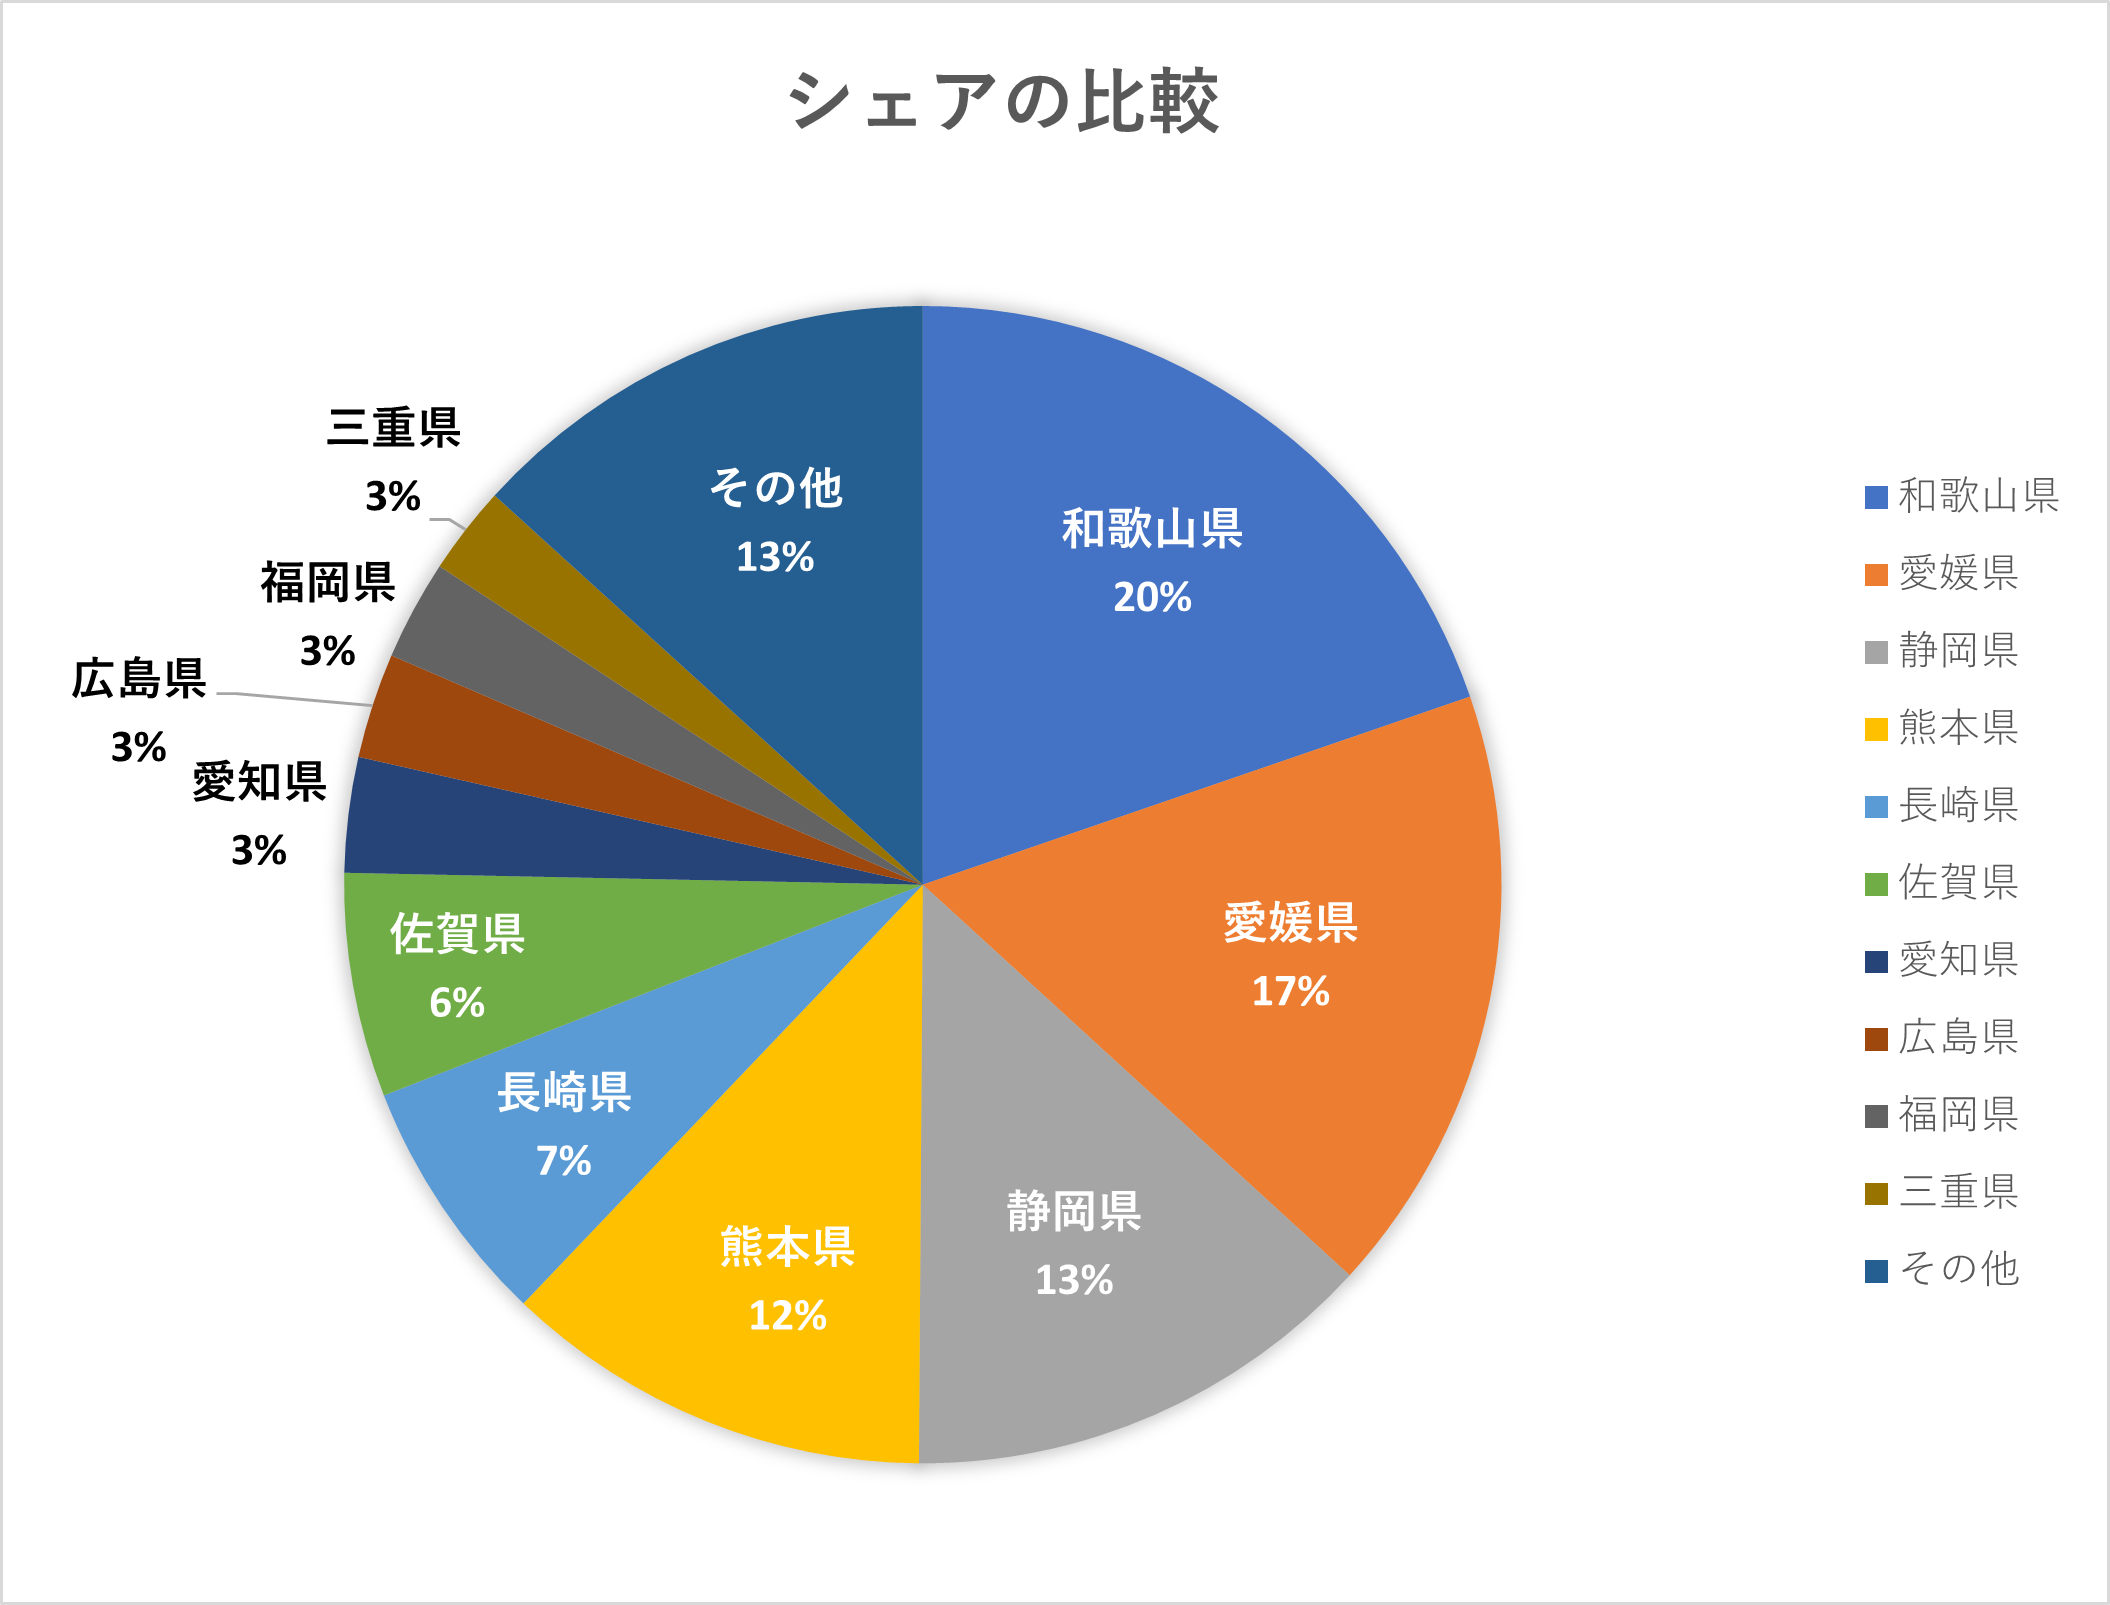 シェアの比較
和歌山県
20%
愛媛県
17%
静岡県
13%
熊本県
12%
長崎県
7%
佐賀県
6%
愛知県
3%
広島県
3%
福岡県
3%
三重県
3%
その他
13%
和歌山県
愛媛県
静岡県
熊本県
長崎県
佐賀県
愛知県
広島県
福岡県
三重県
その他